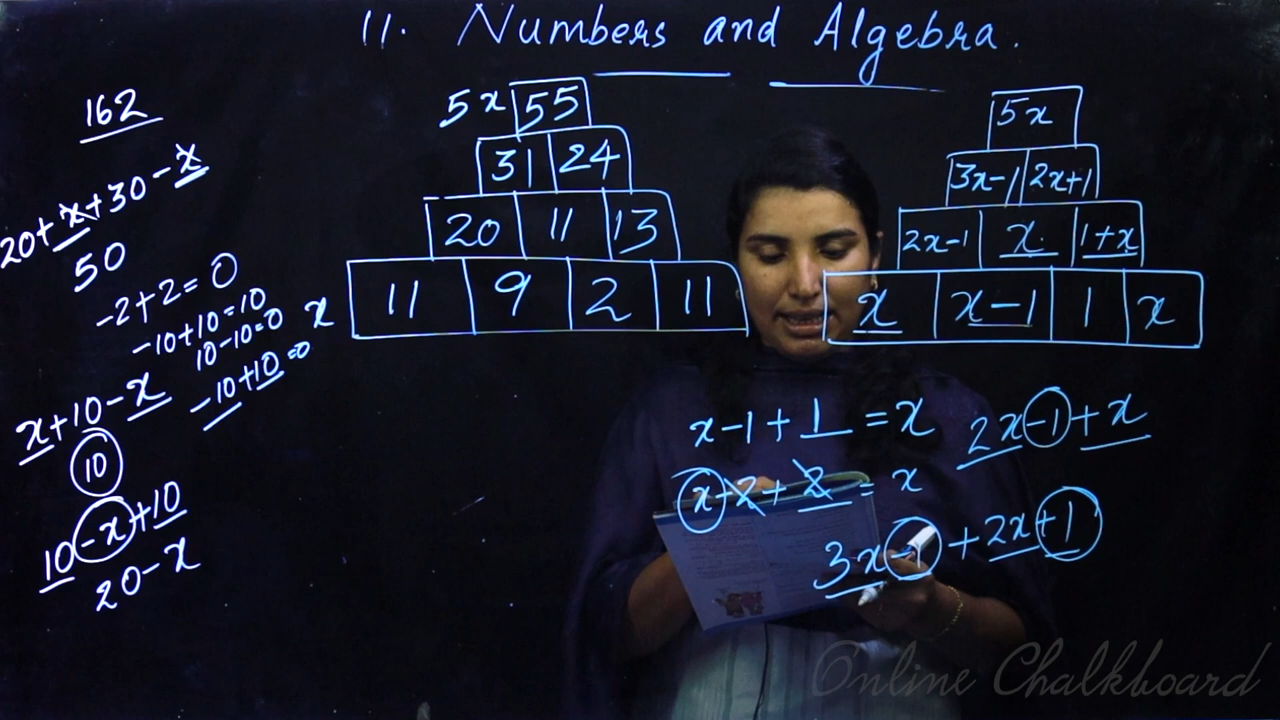 11. Numbers and Algebra.
162
20+x+30-x
50
-2+2=0
-10+10=10
10-10=0
-10+10=0
x+10-x
10
10-x+10
20-x
5x 55
31 24
20 11 13
x 11 9 2 11
5x
3x-1 2x+1
2x-1 x. 1+x
x x-1 1 x
x-1+1=x
2x-1+x
x-2+2=x
3x-1+2x+1
Online Chalkboard